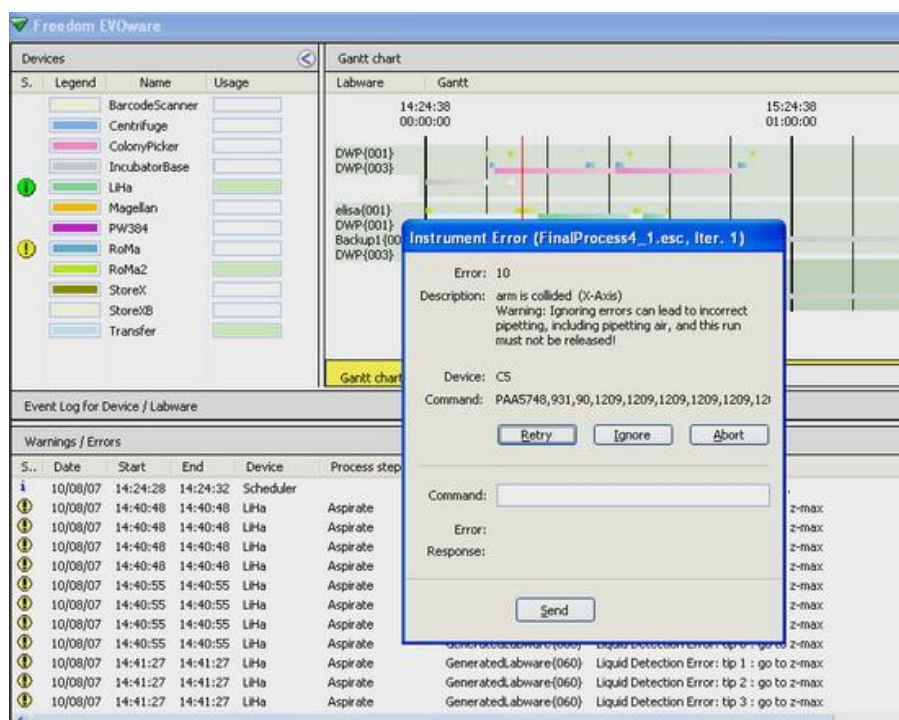 Freedom EVOware
Devices
S. Legend Name Usage
BarcodeScanner
Centrifuge
ColonyPicker
IncubatorBase
LiHa
Magellan
PW384
RoMa
RoMa2
StoreX
StoreXB
Transfer
Gantt chart
Labware Gantt
14:24:38 15:24:38
00:00:00 01:00:00
DWP{001}
DWP{003}
elisa{001}
DWP{001}
Backup1{00
DWP{003}
Gantt chart
Instrument Error (FinalProcess4_1.esc, Iter. 1)
Error: 10
Description: arm is collided (X-Axis)
Warning: Ignoring errors can lead to incorrect
pipetting, including pipetting air, and this run
must not be released!
Device: C5
Command: PAA5748,931,90,1209,1209,1209,1209,1209,12
Retry Ignore Abort
Command:
Error:
Response:
Send
Event Log for Device / Labware
Warnings / Errors
S.. Date Start End Device Process step
i 10/08/07 14:24:28 14:24:32 Scheduler
10/08/07 14:40:48 14:40:48 LiHa Aspirate z-max
10/08/07 14:40:48 14:40:48 LiHa Aspirate z-max
10/08/07 14:40:48 14:40:48 LiHa Aspirate z-max
10/08/07 14:40:48 14:40:48 LiHa Aspirate z-max
10/08/07 14:40:55 14:40:55 LiHa Aspirate z-max
10/08/07 14:40:55 14:40:55 LiHa Aspirate z-max
10/08/07 14:40:55 14:40:55 LiHa Aspirate z-max
10/08/07 14:40:55 14:40:55 LiHa Aspirate z-max
10/08/07 14:41:27 14:41:27 LiHa Aspirate GeneratedLabware{060} Liquid Detection Error: tip 1 : go to z-max
10/08/07 14:41:27 14:41:27 LiHa Aspirate GeneratedLabware{060} Liquid Detection Error: tip 2 : go to z-max
10/08/07 14:41:27 14:41:27 LiHa Aspirate GeneratedLabware{060} Liquid Detection Error: tip 3 : go to z-max